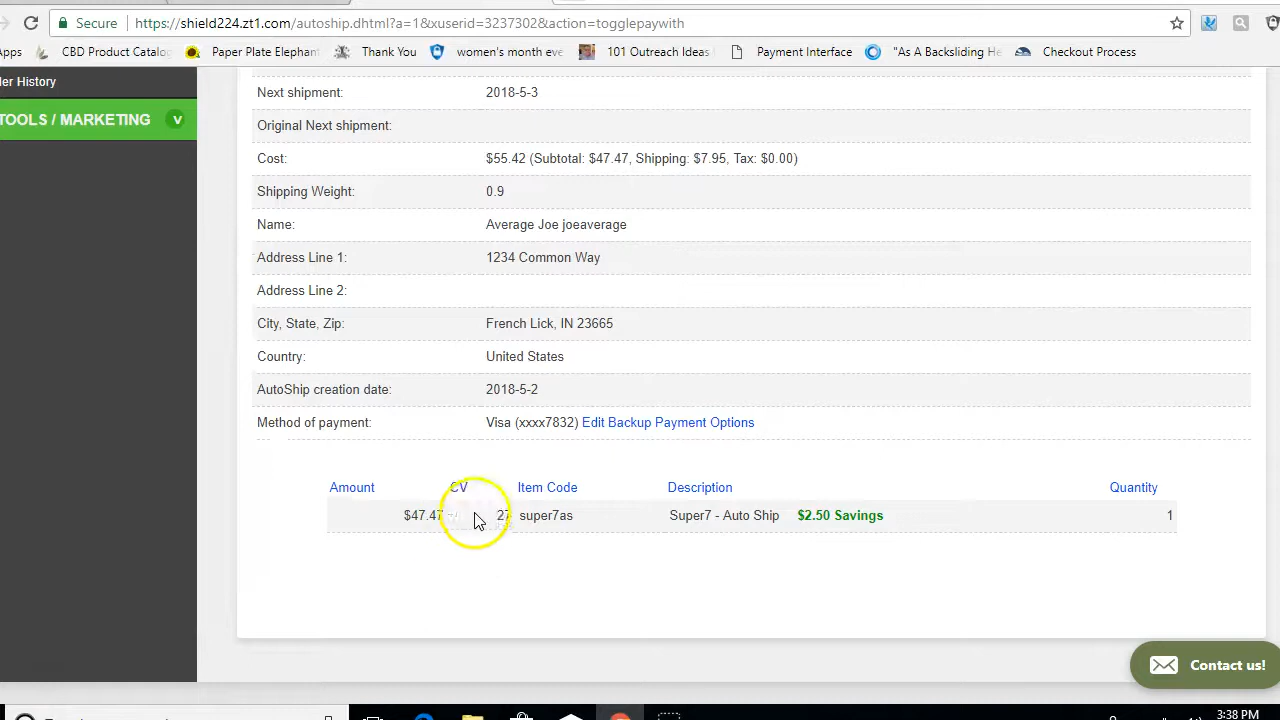 Secure https://shield224.zt1.com/autoship.dhtml?a=1&xuserid=3237302&action=togglepaywith
Apps CBD Product Catalog Paper Plate Elephant Thank You women's month eve 101 Outreach Ideas Payment Interface "As A Backsliding He Checkout Process
der History
TOOLS / MARKETING v
Next shipment: 2018-5-3
Original Next shipment:
Cost: $55.42 (Subtotal: $47.47, Shipping: $7.95, Tax: $0.00)
Shipping Weight: 0.9
Name: Average Joe joeaverage
Address Line 1: 1234 Common Way
Address Line 2:
City, State, Zip: French Lick, IN 23665
Country: United States
AutoShip creation date: 2018-5-2
Method of payment: Visa (xxxx7832) Edit Backup Payment Options
Amount CV Item Code Description Quantity
$47.47 27 super7as Super7 - Auto Ship $2.50 Savings 1
Contact us!
3:38 PM